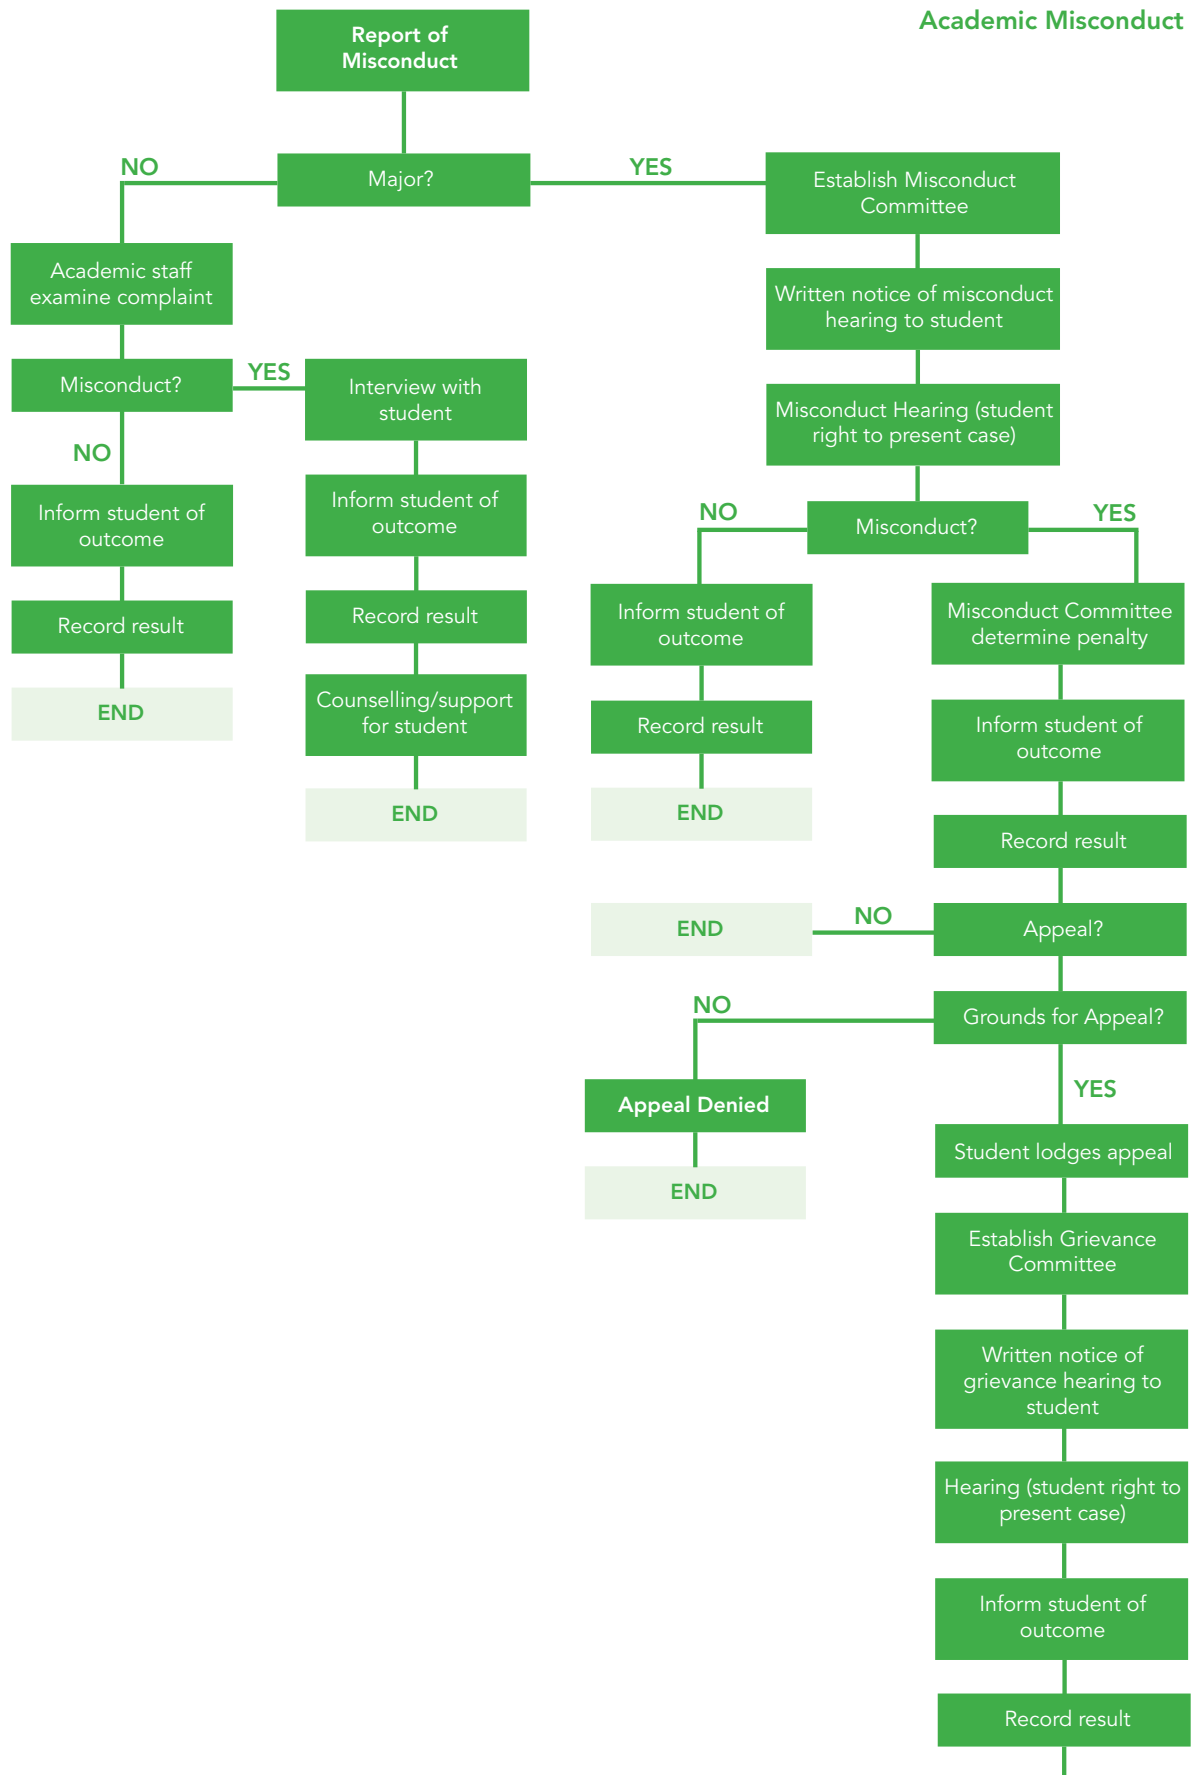 Academic Misconduct
Report of
Misconduct
NO
Major?
YES
Establish Misconduct
Committee
Academic staff
examine complaint
Written notice of misconduct
hearing to student
Misconduct?
YES
Interview with
student
Misconduct Hearing (student
right to present case)
NO
Inform student of
outcome
Inform student of
outcome
NO
Misconduct?
YES
Record result
Record result
Inform student of
outcome
Misconduct Committee
determine penalty
END
Counselling/support
for student
Record result
Inform student of
outcome
END
END
Record result
END
NO
Appeal?
NO
Grounds for Appeal?
Appeal Denied
YES
END
Student lodges appeal
Establish Grievance
Committee
Written notice of
grievance hearing to
student
Hearing (student right to
present case)
Inform student of
outcome
Record result